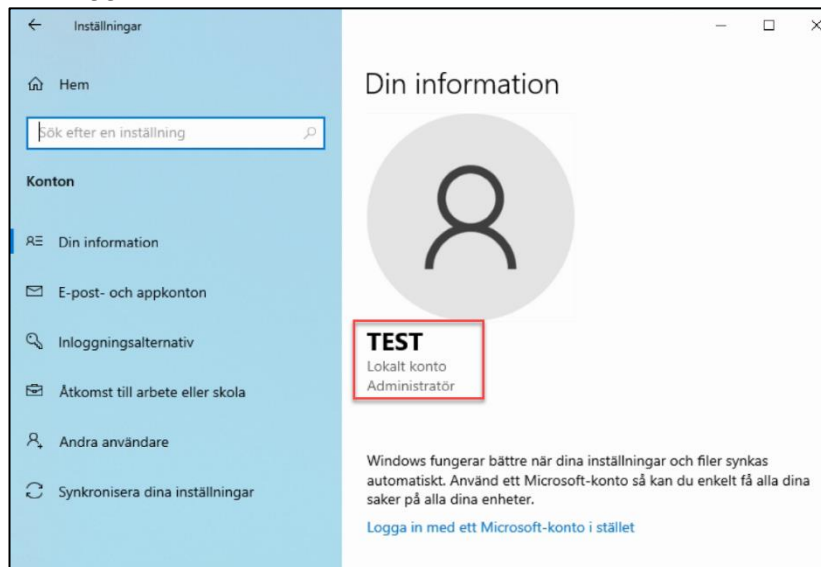 Inställningar
Hem
Sök efter en inställning
Konton
Din information
E-post- och appkonton
Inloggningsalternativ
Åtkomst till arbete eller skola
Andra användare
Synkronisera dina inställningar
Din information
TEST
Lokalt konto
Administratör
Windows fungerar bättre när dina inställningar och filer synkas
automatiskt. Använd ett Microsoft-konto så kan du enkelt få alla dina
saker på alla dina enheter.
Logga in med ett Microsoft-konto i stället